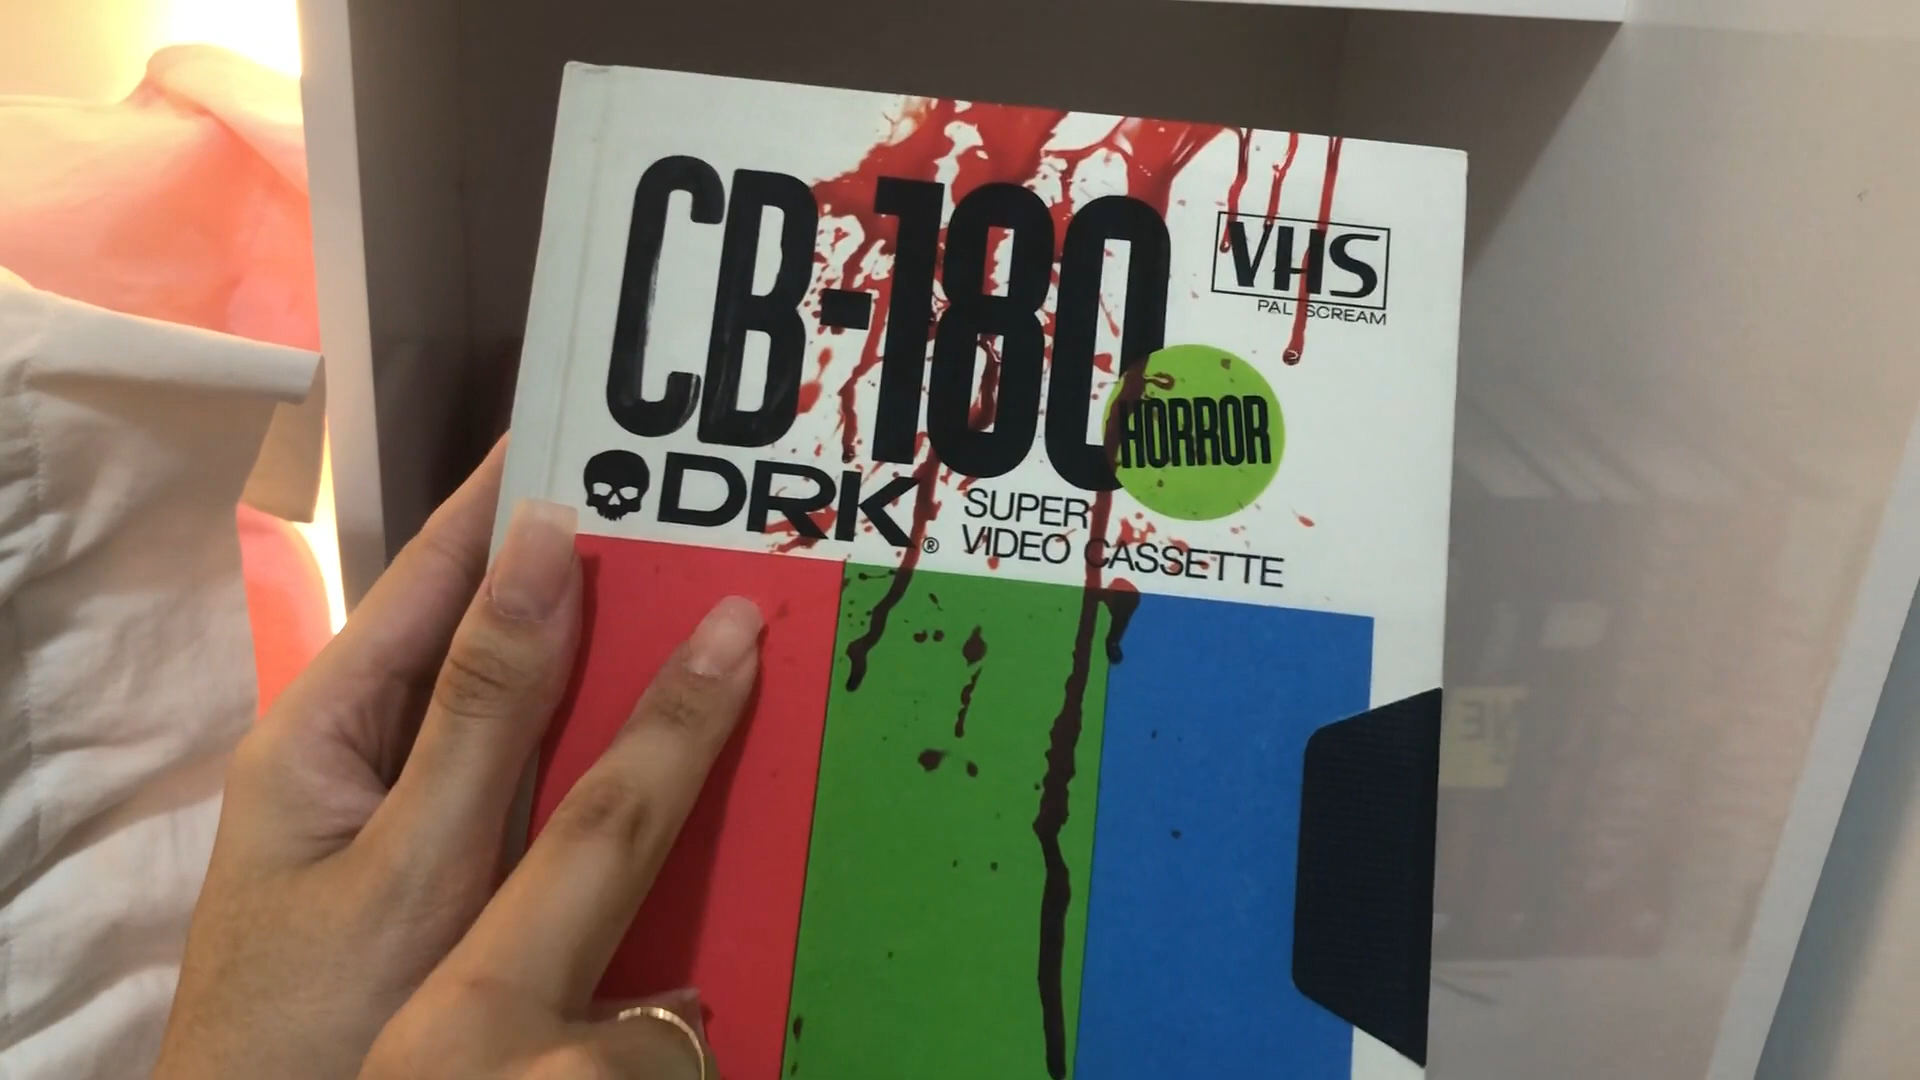 CB-180
VHS
PAL SCREAM
HORROR
DRK®
SUPER
VIDEO CASSETTE